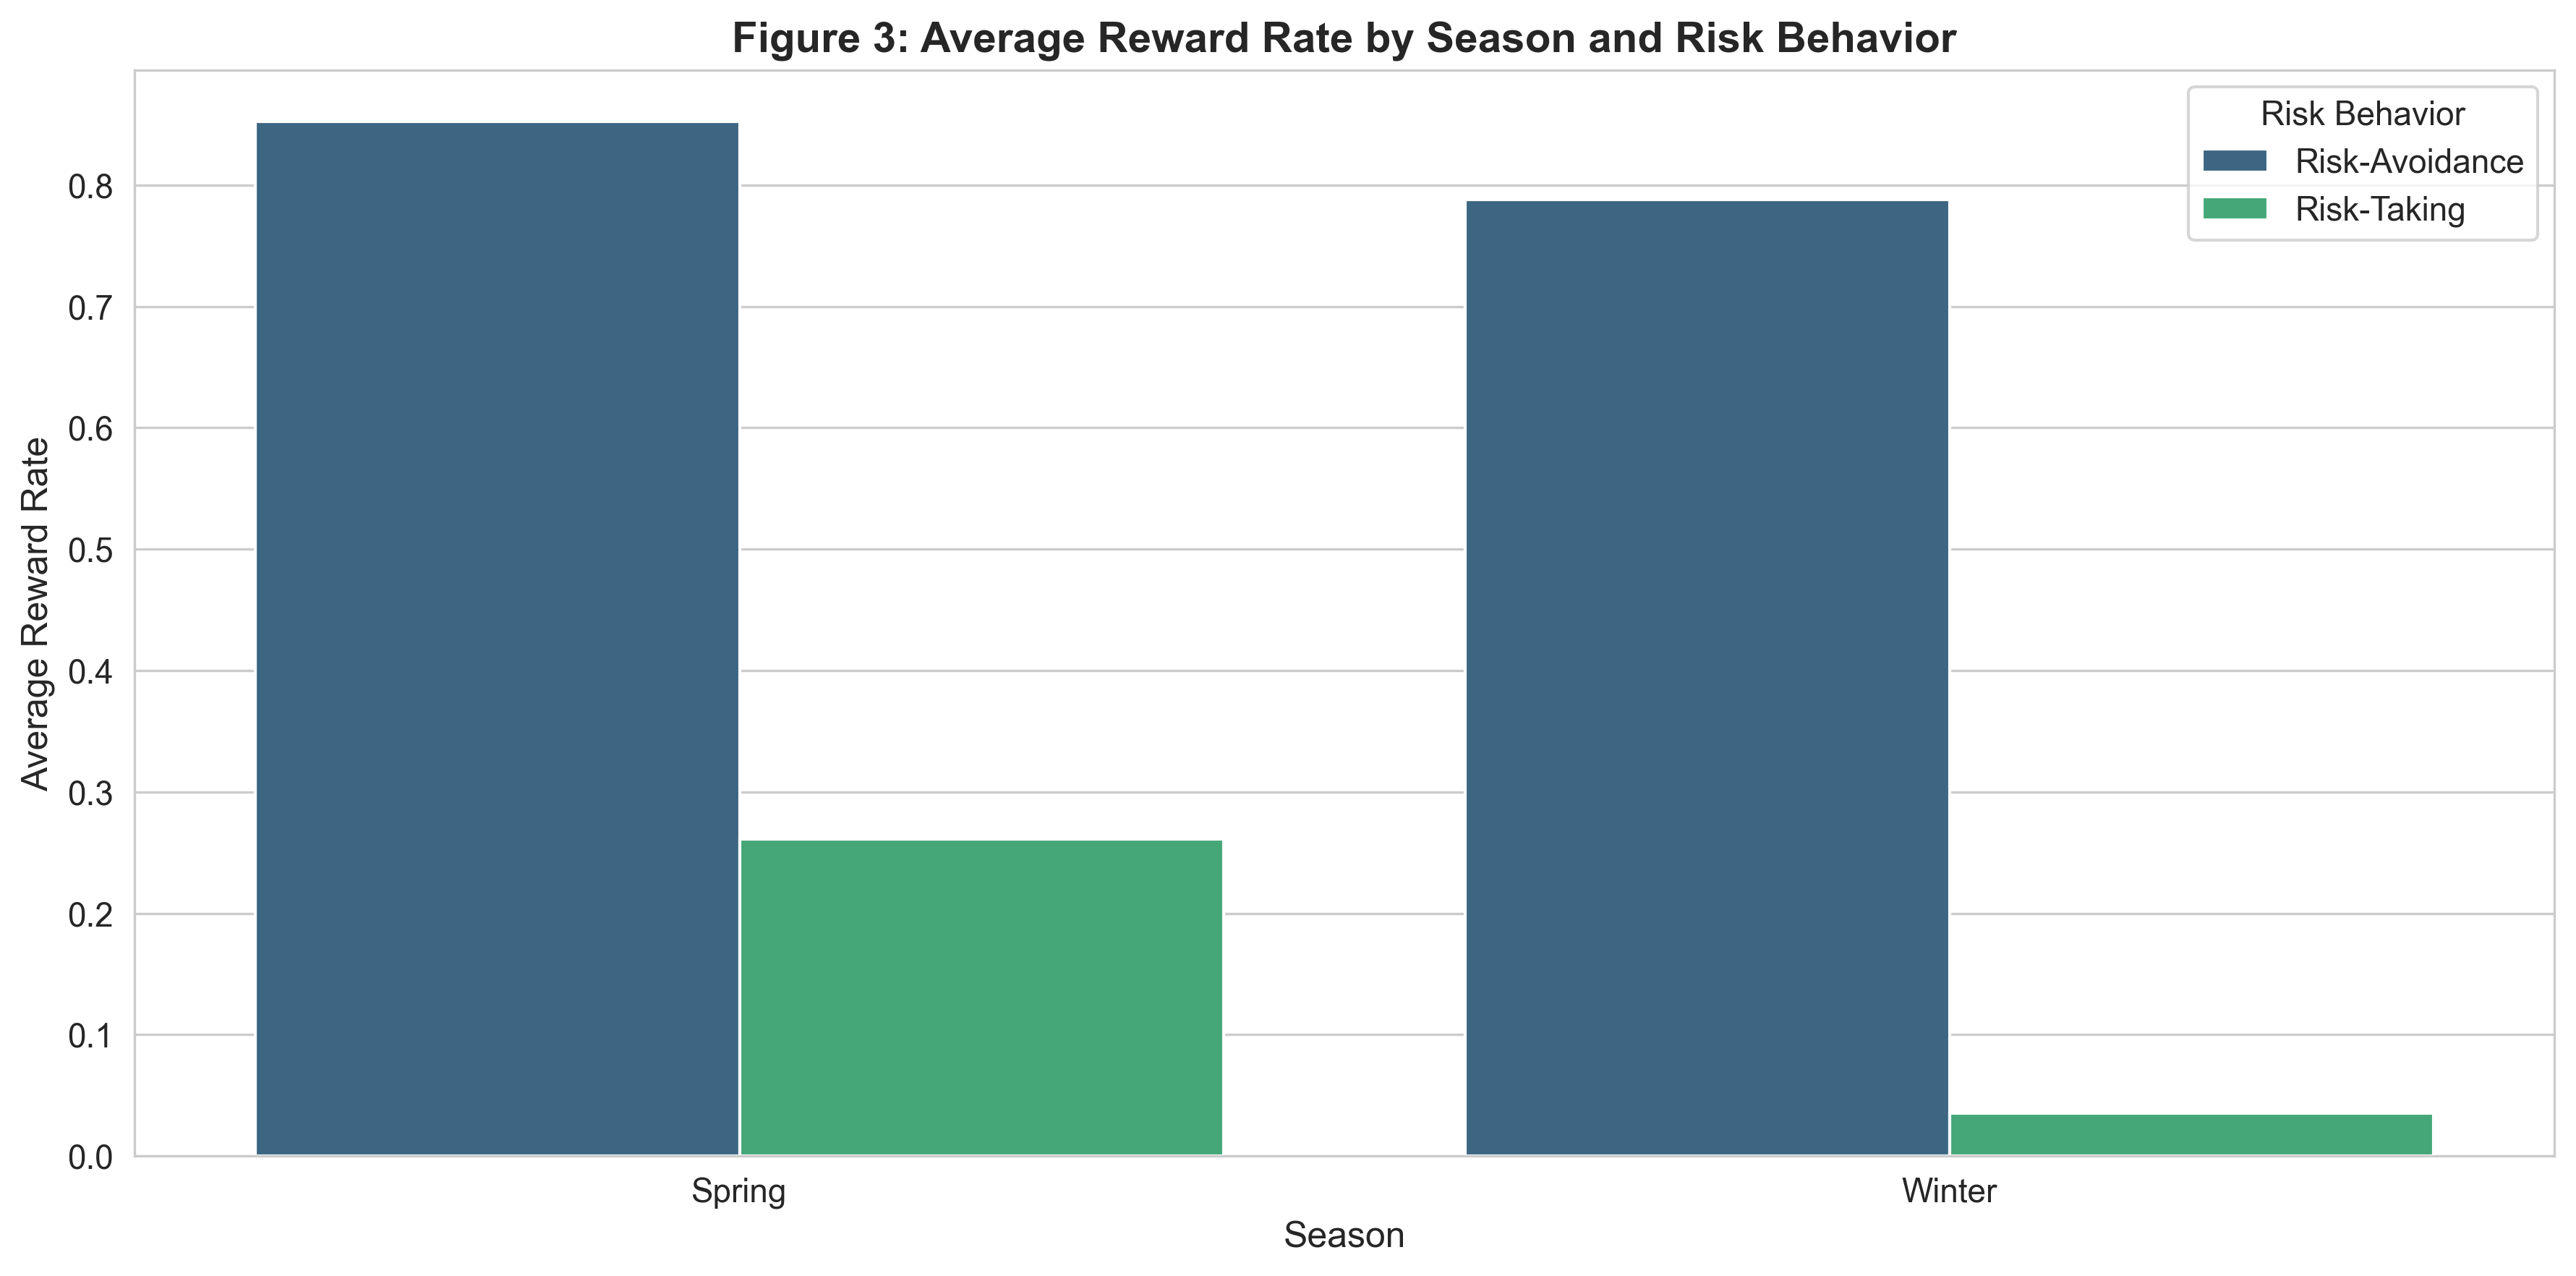 Figure 3: Average Reward Rate by Season and Risk Behavior
Risk Behavior
Risk-Avoidance
Risk-Taking
Average Reward Rate
0.8
0.7
0.6
0.5
0.4
0.3
0.2
0.1
0.0
Spring
Winter
Season